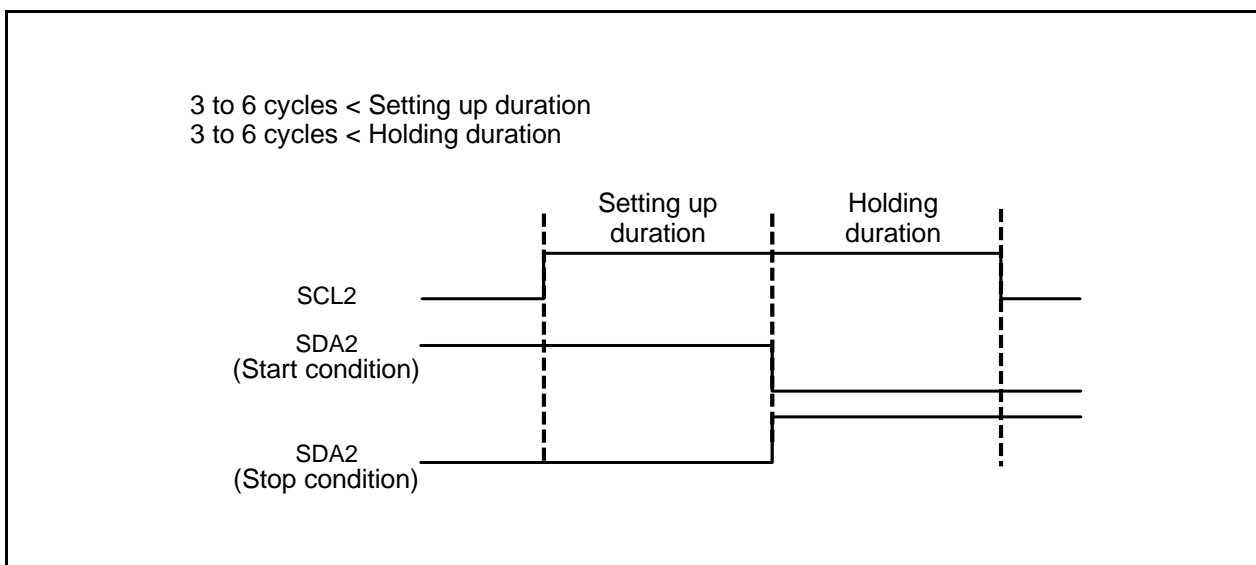 3 to 6 cycles < Setting up duration
3 to 6 cycles < Holding duration
Setting up
duration
Holding
duration
SCL2
SDA2
(Start condition)
SDA2
(Stop condition)